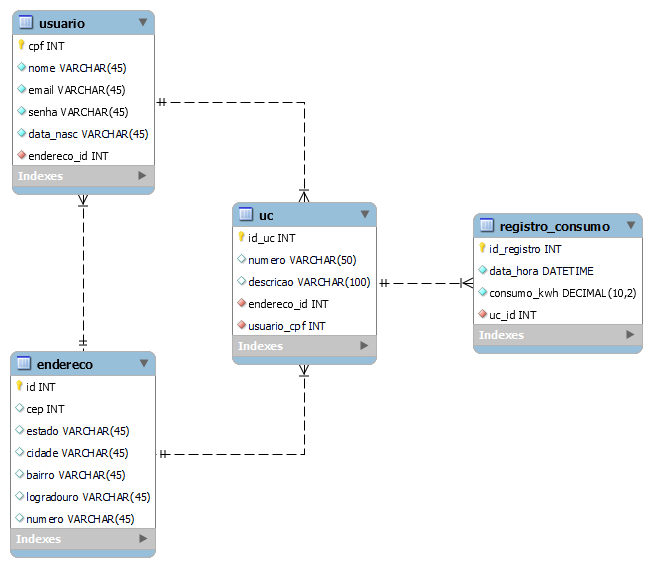 usuario
cpf INT
nome VARCHAR(45)
email VARCHAR(45)
senha VARCHAR(45)
data_nasc VARCHAR(45)
endereco_id INT
Indexes
uc
id_uc INT
numero VARCHAR(50)
descricao VARCHAR(100)
endereco_id INT
usuario_cpf INT
Indexes
registro_consumo
id_registro INT
data_hora DATETIME
consumo_kwh DECIMAL(10,2)
uc_id INT
Indexes
endereco
id INT
cep INT
estado VARCHAR(45)
cidade VARCHAR(45)
bairro VARCHAR(45)
logradouro VARCHAR(45)
numero VARCHAR(45)
Indexes